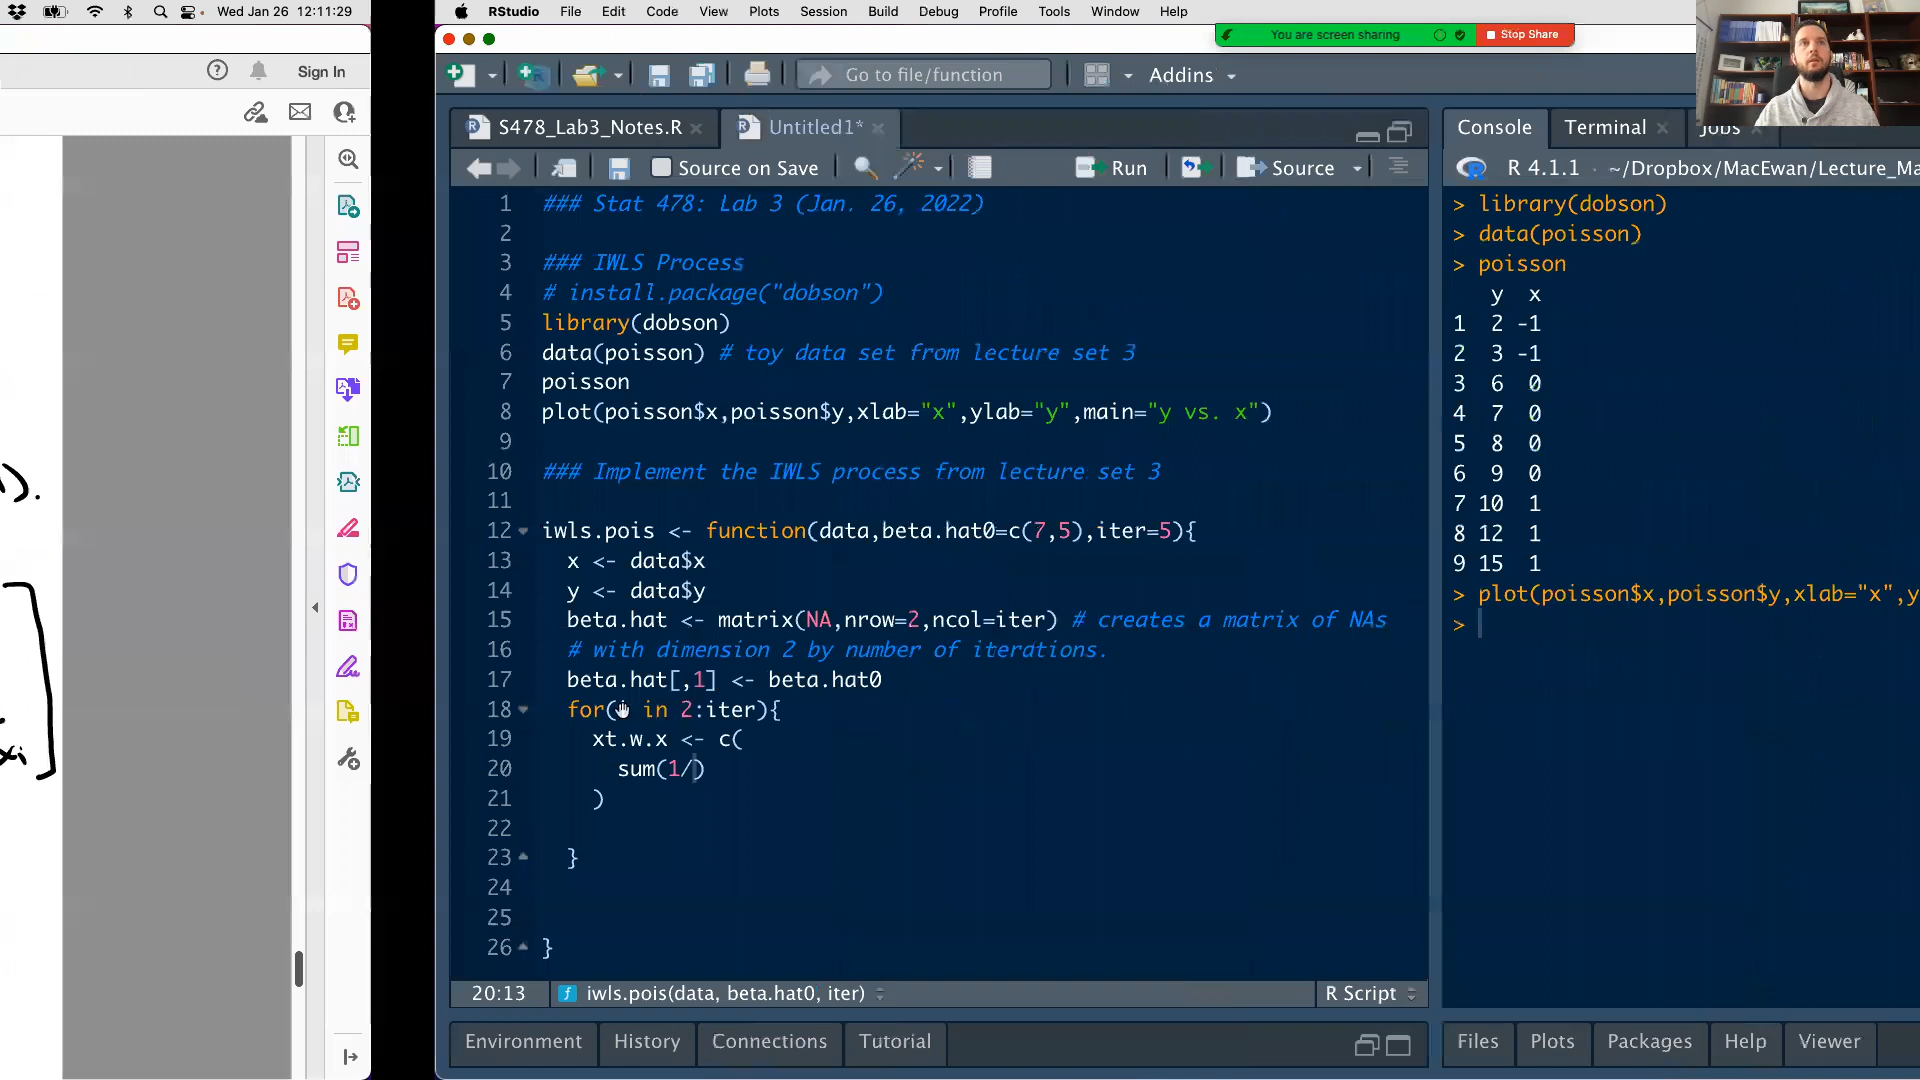 Wed Jan 26 12:11:29
RStudio File Edit Code View Plots Session Build Debug Profile Tools Window Help
You are screen sharing
Stop Share
Sign In
Go to file/function
Addins
S478_Lab3_Notes.R
Untitled1*
Source on Save
Run
Source
1 ### Stat 478: Lab 3 (Jan. 26, 2022)
2
3 ### IWLS Process
4 # install.package("dobson")
5 library(dobson)
6 data(poisson) # toy data set from lecture set 3
7 poisson
8 plot(poisson$x,poisson$y,xlab="x",ylab="y",main="y vs. x")
9
10 ### Implement the IWLS process from lecture set 3
11
12 iwls.pois <- function(data,beta.hat0=c(7,5),iter=5){
13 x <- data$x
14 y <- data$y
15 beta.hat <- matrix(NA,nrow=2,ncol=iter) # creates a matrix of NAs
16 # with dimension 2 by number of iterations.
17 beta.hat[,1] <- beta.hat0
18 for( in 2:iter){
19 xt.w.x <- c(
20 sum(1/)
21 )
22
23 }
24
25
26 }
20:13 iwls.pois(data, beta.hat0, iter)
R Script
Environment History Connections Tutorial
Console Terminal Jobs
R 4.1.1 · ~/Dropbox/MacEwan/Lecture_Ma
> library(dobson)
> data(poisson)
> poisson
y x
1 2 -1
2 3 -1
3 6 0
4 7 0
5 8 0
6 9 0
7 10 1
8 12 1
9 15 1
> plot(poisson$x,poisson$y,xlab="x",y
>
Files Plots Packages Help Viewer
).
xi